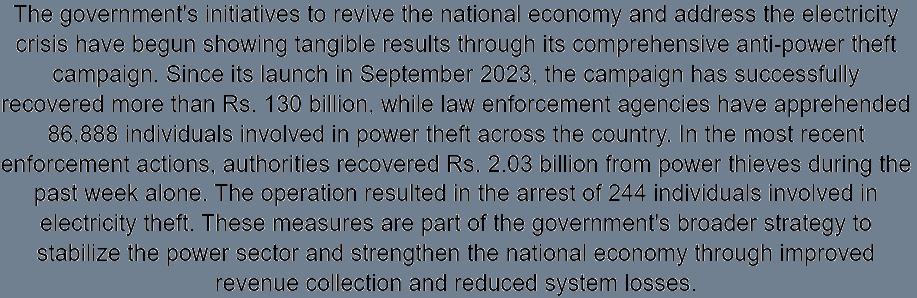 The government's initiatives to revive the national economy and address the electricity
crisis have begun showing tangible results through its comprehensive anti-power theft
campaign. Since its launch in September 2023, the campaign has successfully
recovered more than Rs. 130 billion, while law enforcement agencies have apprehended
86,888 individuals involved in power theft across the country. In the most recent
enforcement actions, authorities recovered Rs. 2.03 billion from power thieves during the
past week alone. The operation resulted in the arrest of 244 individuals involved in
electricity theft. These measures are part of the government's broader strategy to
stabilize the power sector and strengthen the national economy through improved
revenue collection and reduced system losses.